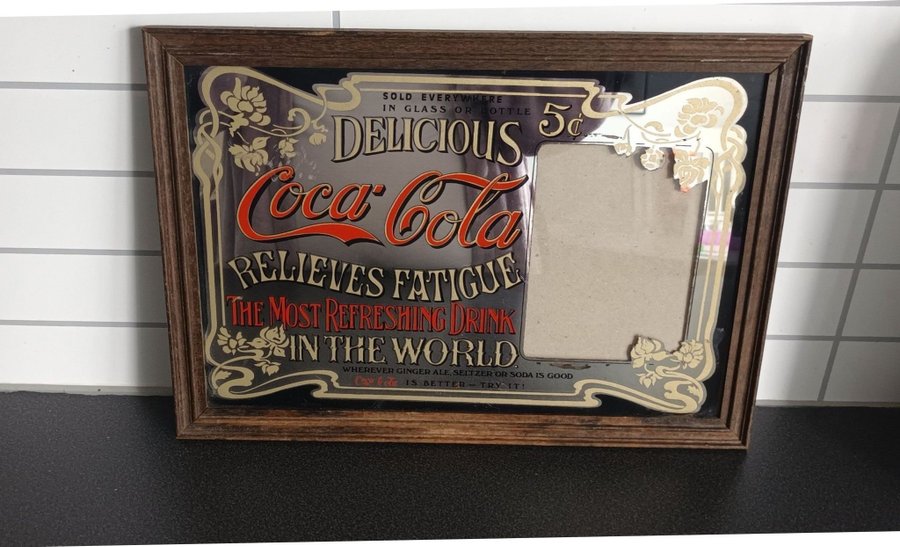 SOLD EVERYWHERE
IN GLASS OR BOTTLE
5¢
DELICIOUS
Coca-Cola
RELIEVES FATIGUE
THE MOST REFRESHING DRINK
IN THE WORLD
WHEREVER GINGER ALE, SELTZER OR SODA IS GOOD
Coca-Cola IS BETTER - TRY IT!